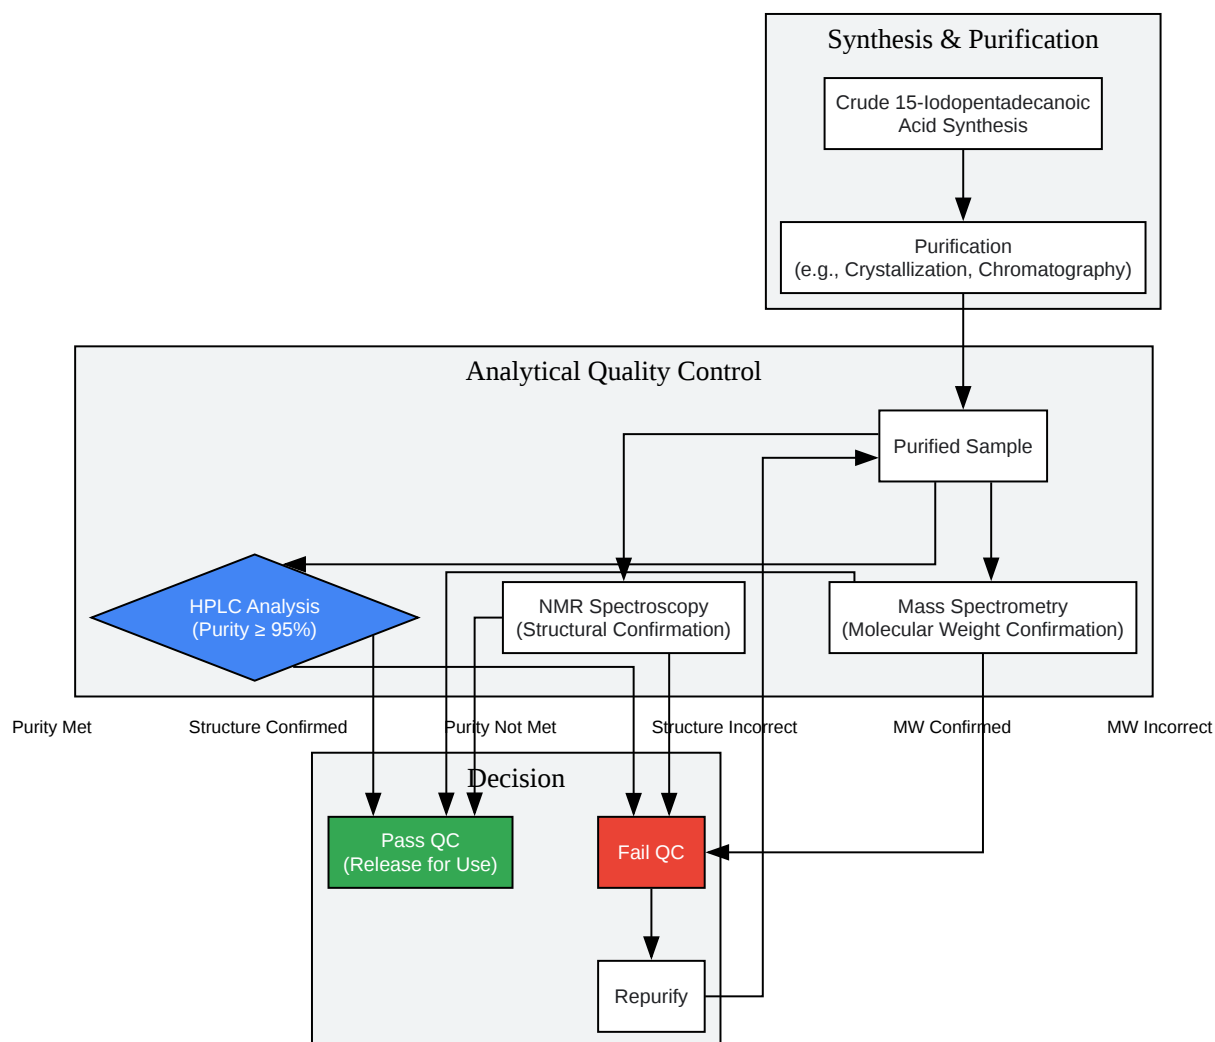 Synthesis & Purification
Crude 15-Iodopentadecanoic
Acid Synthesis
Purification
(e.g., Crystallization, Chromatography)
Analytical Quality Control
Purified Sample
HPLC Analysis
(Purity ≥ 95%)
NMR Spectroscopy
(Structural Confirmation)
Mass Spectrometry
(Molecular Weight Confirmation)
Purity Met
Structure Confirmed
Purity Not Met
Structure Incorrect
MW Confirmed
MW Incorrect
Decision
Pass QC
(Release for Use)
Fail QC
Repurify